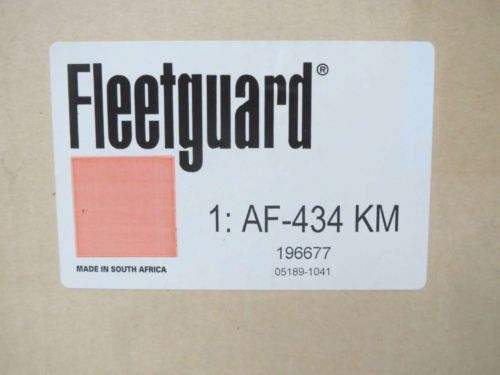 Fleetguard®
1: AF-434 KM
196677
05189-1041
MADE IN SOUTH AFRICA